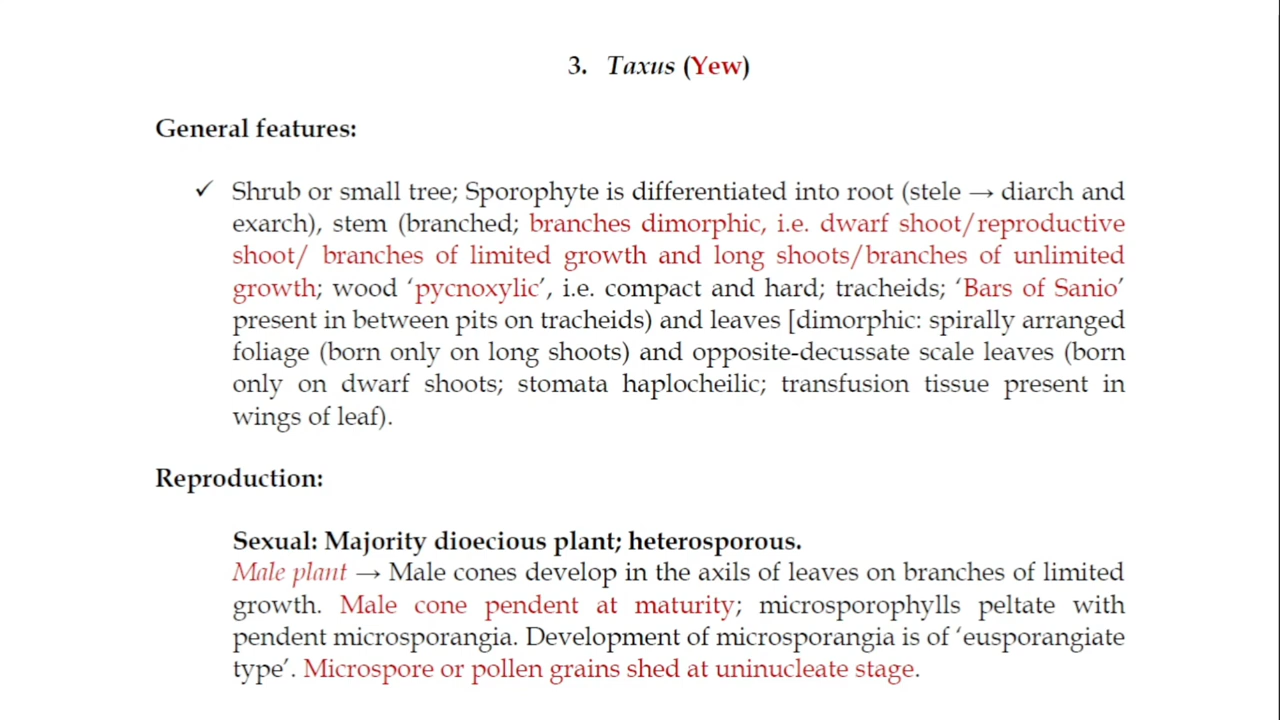 3. Taxus (Yew)
General features:
✓ Shrub or small tree; Sporophyte is differentiated into root (stele → diarch and
exarch), stem (branched; branches dimorphic, i.e. dwarf shoot/reproductive
shoot/ branches of limited growth and long shoots/branches of unlimited
growth; wood ‘pycnoxylic’, i.e. compact and hard; tracheids; ‘Bars of Sanio’
present in between pits on tracheids) and leaves [dimorphic: spirally arranged
foliage (born only on long shoots) and opposite-decussate scale leaves (born
only on dwarf shoots; stomata haplocheilic; transfusion tissue present in
wings of leaf).
Reproduction:
Sexual: Majority dioecious plant; heterosporous.
Male plant → Male cones develop in the axils of leaves on branches of limited
growth. Male cone pendent at maturity; microsporophylls peltate with
pendent microsporangia. Development of microsporangia is of ‘eusporangiate
type’. Microspore or pollen grains shed at uninucleate stage.